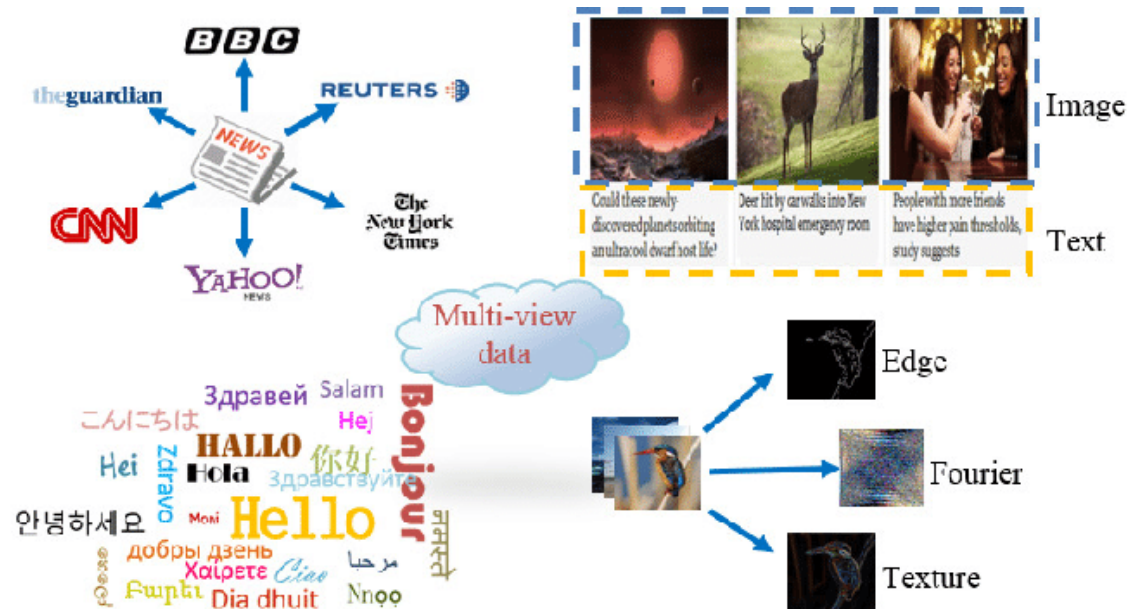 BBC
theguardian
REUTERS
NEWS
CNN
The
New York
Times
YAHOO!
NEWS
Image
Could these newly
discovered planets orbiting
an ultracool dwarf host life?
Deer hit by car walks into New
York hospital emergency room
People with more friends
have higher pain thresholds,
study suggests
Text
Multi-view
data
Здравей
Salam
こんにちは
Hej
Bonjour
HALLO
你好
Hei
Zdravo
Hola
Здравствуйте
안녕하세요
Moni
Hello
नमस्ते
добры дзень
Χαίρετε
Ciao
مرحبا
Բարեւ
Dia dhuit
Nnọọ
Edge
Fourier
Texture